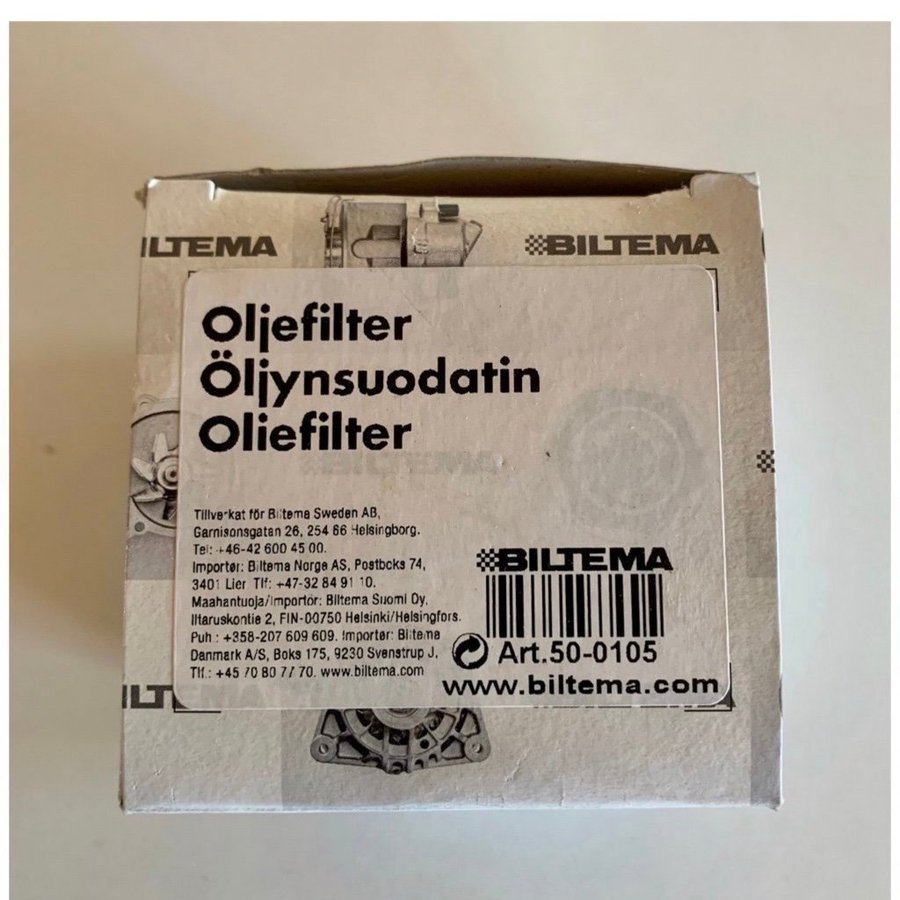 ILTEMA
BILTEMA
Oljefilter
Öljynsuodatin
Oliefilter
Tillverkat för Biltema Sweden AB,
Garnisonsgatan 26, 254 66 Helsingborg.
Tel: +46-42 600 45 00.
Importør: Biltema Norge AS, Postboks 74,
3401 Lier Tlf: +47-32 84 91 10.
Maahantuoja/Importör: Biltema Suomi Oy,
Iltaruskontie 2, FIN-00750 Helsinki/Helsingfors.
Puh : +358-207 609 609. Importør: Biltema
Danmark A/S, Boks 175, 9230 Svenstrup J.
Tlf.: +45 70 80 77 70. www.biltema.com
BILTEMA
Art.50-0105
www.biltema.com
ILT